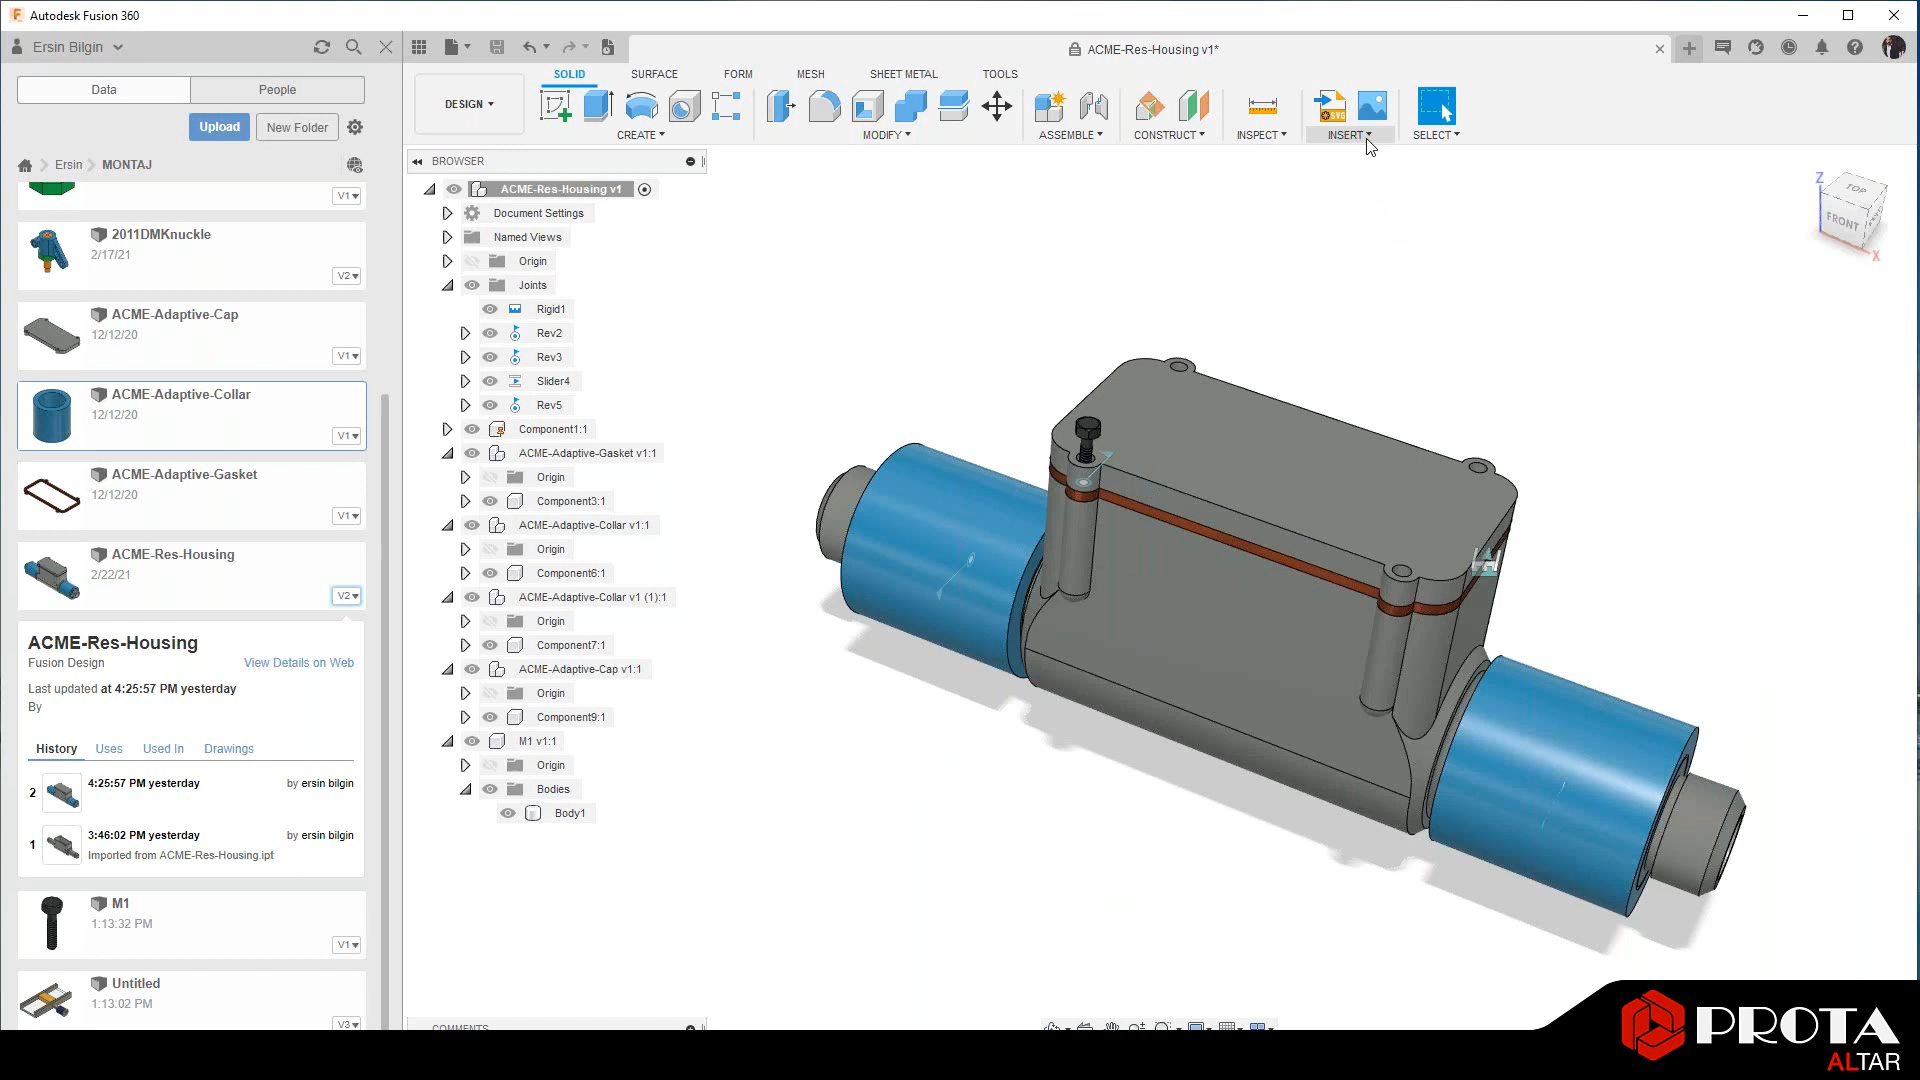 Autodesk Fusion 360
Ersin Bilgin
ACME-Res-Housing v1*
Data
People
Upload
New Folder
Ersin
MONTAJ
V1
2011DMKnuckle
2/17/21
V2
ACME-Adaptive-Cap
12/12/20
V1
ACME-Adaptive-Collar
12/12/20
V1
ACME-Adaptive-Gasket
12/12/20
V1
ACME-Res-Housing
2/22/21
V2
ACME-Res-Housing
Fusion Design
View Details on Web
Last updated at 4:25:57 PM yesterday
By
History Uses Used In Drawings
2 4:25:57 PM yesterday by ersin bilgin
1 3:46:02 PM yesterday by ersin bilgin
Imported from ACME-Res-Housing.ipt
M1
1:13:32 PM
V1
Untitled
1:13:02 PM
V3
SOLID SURFACE FORM MESH SHEET METAL TOOLS
DESIGN
SVG
CREATE MODIFY ASSEMBLE CONSTRUCT INSPECT INSERT SELECT
BROWSER
ACME-Res-Housing v1
Document Settings
Named Views
Origin
Joints
Rigid1
Rev2
Rev3
Slider4
Rev5
Component1:1
ACME-Adaptive-Gasket v1:1
Origin
Component3:1
ACME-Adaptive-Collar v1:1
Origin
Component6:1
ACME-Adaptive-Collar v1 (1):1
Origin
Component7:1
ACME-Adaptive-Cap v1:1
Origin
Component9:1
M1 v1:1
Origin
Bodies
Body1
COMMENTS
Z
TOP
FRONT
X
PROTA
ALTAR